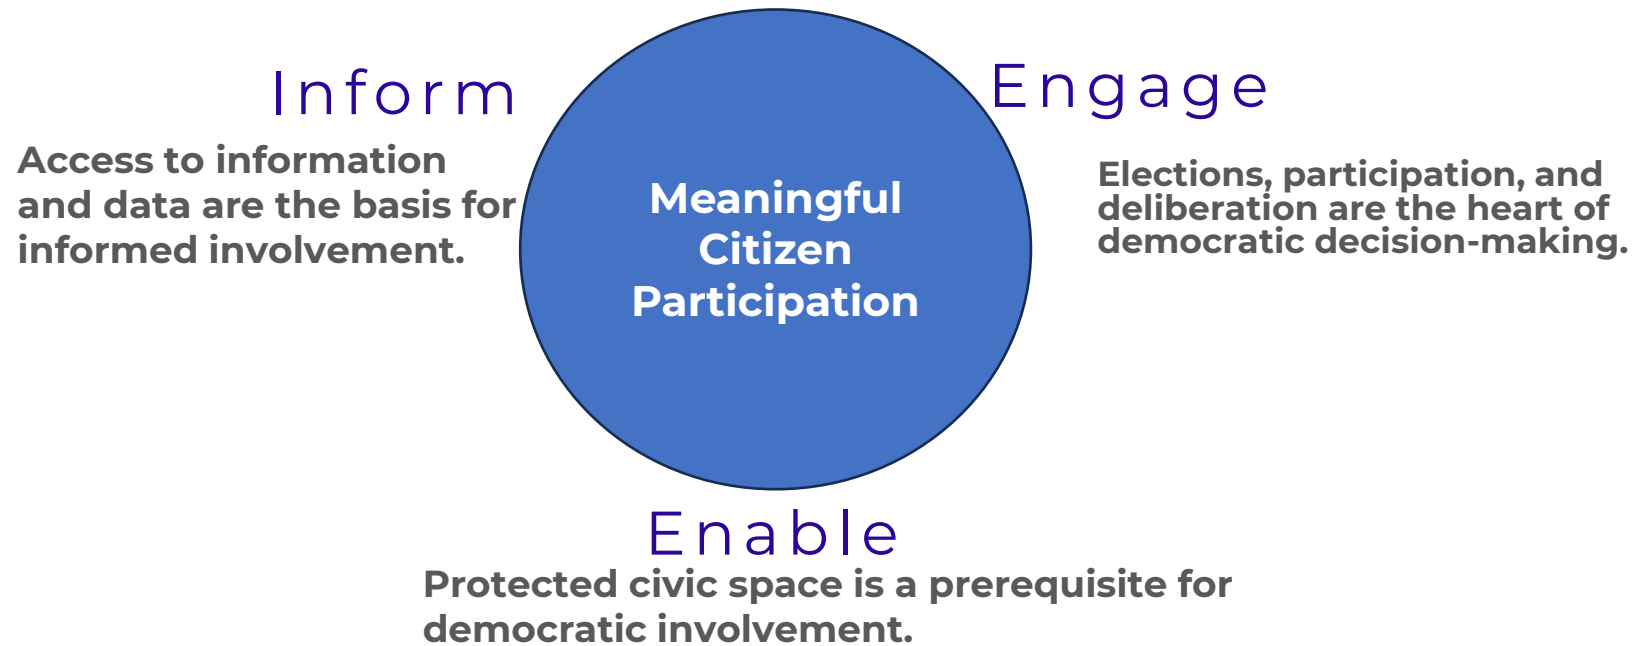 Inform
Access to information
and data are the basis for
informed involvement.
Meaningful
Citizen
Participation
Engage
Elections, participation, and
deliberation are the heart of
democratic decision-making.
Enable
Protected civic space is a prerequisite for
democratic involvement.